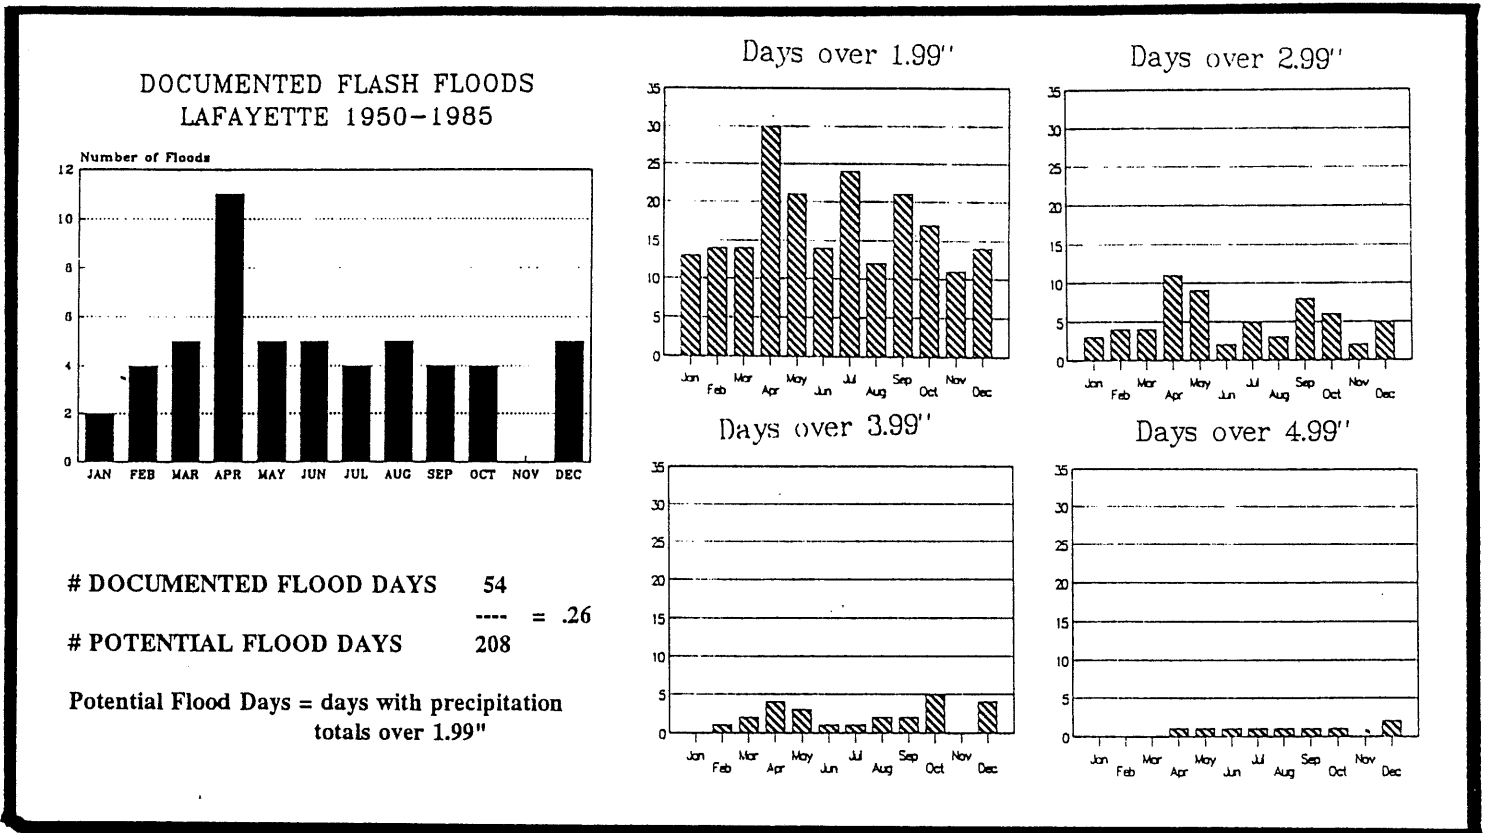 DOCUMENTED FLASH FLOODS
LAFAYETTE 1950-1985
Number of Floods
12
10
8
6
4
2
0
JAN FEB MAR APR MAY JUN JUL AUG SEP OCT NOV DEC
# DOCUMENTED FLOOD DAYS 54
---- = .26
# POTENTIAL FLOOD DAYS 208
Potential Flood Days = days with precipitation
totals over 1.99"
Days over 1.99"
35
30
25
20
15
10
5
0
Jan Feb Mar Apr May Jun Jul Aug Sep Oct Nov Dec
Days over 2.99"
35
30
25
20
15
10
5
0
Jan Feb Mar Apr May Jun Jul Aug Sep Oct Nov Dec
Days over 3.99"
35
30
25
20
15
10
5
0
Jan Feb Mar Apr May Jun Jul Aug Sep Oct Nov Dec
Days over 4.99"
35
30
25
20
15
10
5
0
Jan Feb Mar Apr May Jun Jul Aug Sep Oct Nov Dec